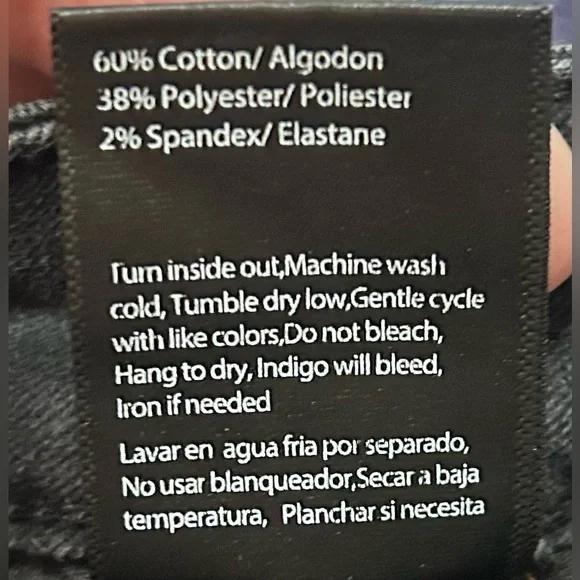 60% Cotton/ Algodon
38% Polyester/ Poliester
2% Spandex/ Elastane
Turn inside out,Machine wash
cold, Tumble dry low,Gentle cycle
with like colors,Do not bleach,
Hang to dry, Indigo will bleed,
Iron if needed
Lavar en agua fria por separado,
No usar blanqueador,Secar a baja
temperatura, Planchar si necesita